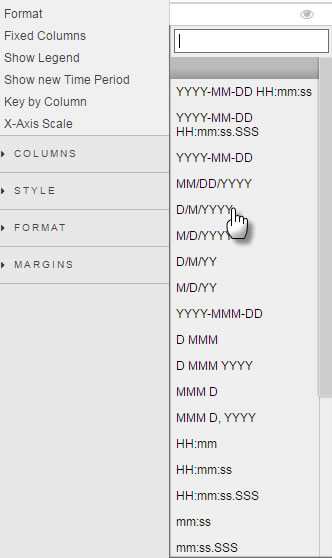 Format
Fixed Columns
Show Legend
Show new Time Period
Key by Column
X-Axis Scale
COLUMNS
STYLE
FORMAT
MARGINS
YYYY-MM-DD HH:mm:ss
YYYY-MM-DD
HH:mm:ss.SSS
YYYY-MM-DD
MM/DD/YYYY
D/M/YYYY
M/D/YYYY
D/M/YY
M/D/YY
YYYY-MMM-DD
D MMM
D MMM YYYY
MMM D
MMM D, YYYY
HH:mm
HH:mm:ss
HH:mm:ss.SSS
mm:ss
mm:ss.SSS